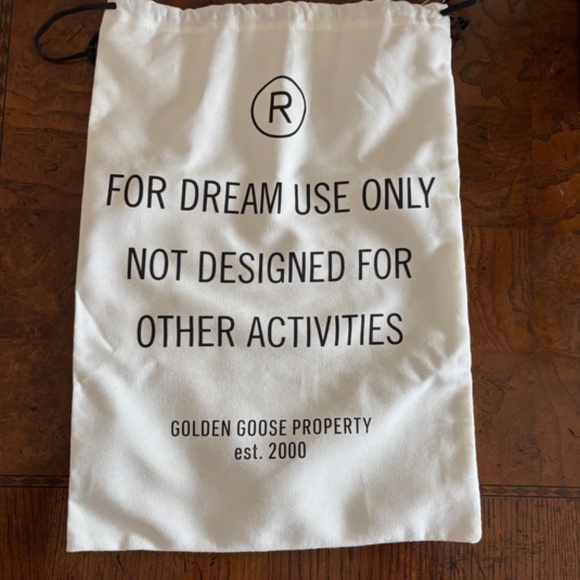 R
FOR DREAM USE ONLY
NOT DESIGNED FOR
OTHER ACTIVITIES
GOLDEN GOOSE PROPERTY
est. 2000